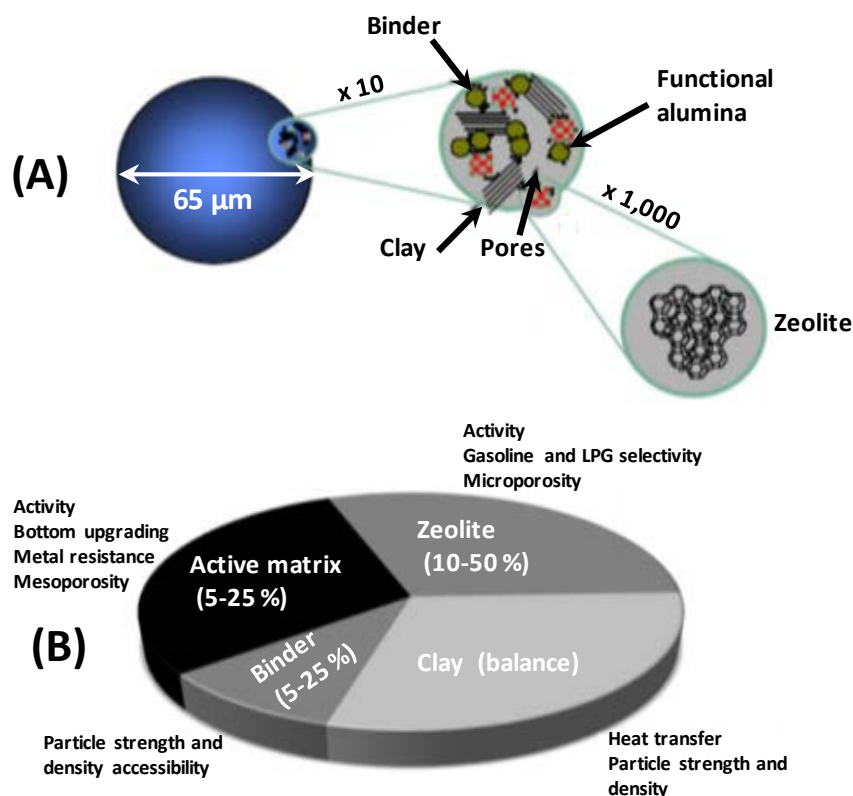 Binder
x 10
Functional
alumina
(A)
65 µm
x 1,000
Clay
Pores
Zeolite
Activity
Gasoline and LPG selectivity
Microporosity
Activity
Bottom upgrading
Metal resistance
Mesoporosity
Zeolite
(10-50 %)
Active matrix
(5-25 %)
(B)
Binder
(5-25 %)
Clay (balance)
Particle strength and
density accessibility
Heat transfer
Particle strength and
density